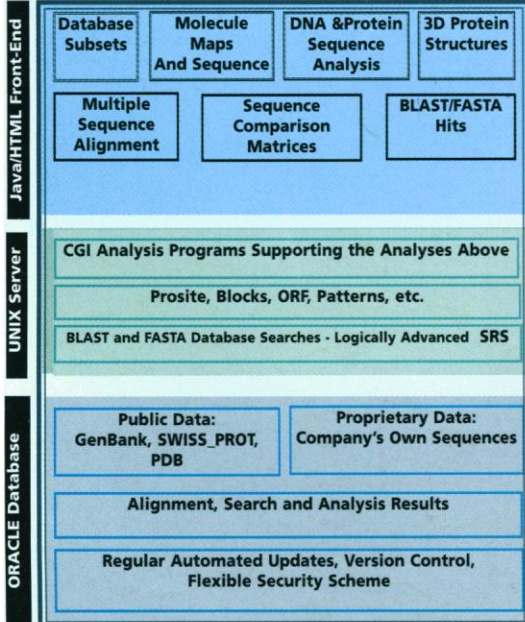 Java/HTML Front-End
Database
Subsets
Molecule
Maps
And Sequence
DNA &Protein
Sequence
Analysis
3D Protein
Structures
Multiple
Sequence
Alignment
Sequence
Comparison
Matrices
BLAST/FASTA
Hits
UNIX Server
CGI Analysis Programs Supporting the Analyses Above
Prosite, Blocks, ORF, Patterns, etc.
BLAST and FASTA Database Searches - Logically Advanced SRS
ORACLE Database
Public Data:
GenBank, SWISS_PROT,
PDB
Proprietary Data:
Company's Own Sequences
Alignment, Search and Analysis Results
Regular Automated Updates, Version Control,
Flexible Security Scheme